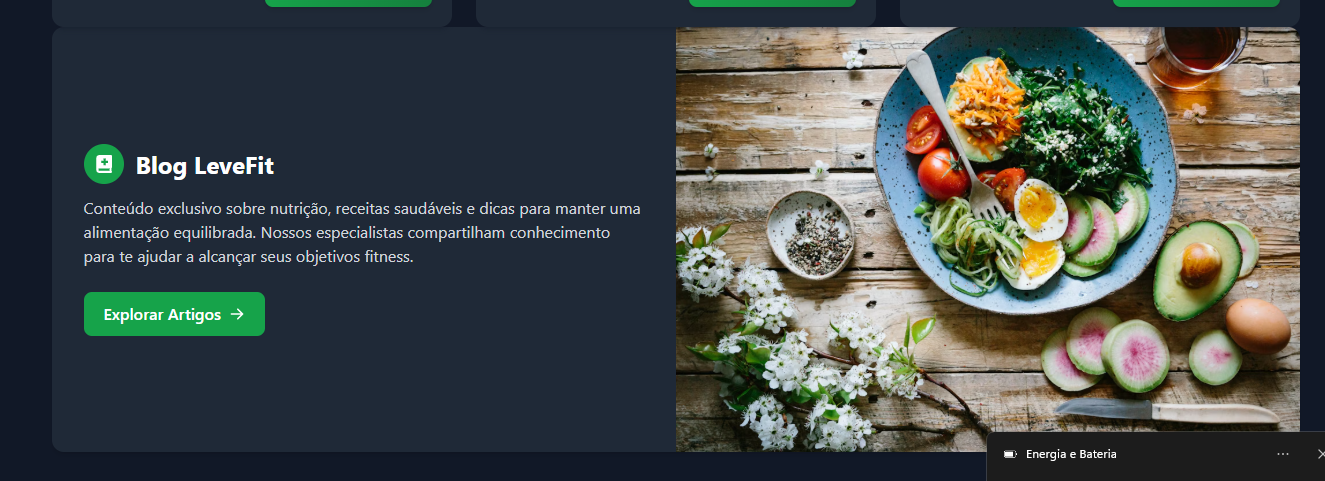 Blog LeveFit
Conteúdo exclusivo sobre nutrição, receitas saudáveis e dicas para manter uma
alimentação equilibrada. Nossos especialistas compartilham conhecimento
para te ajudar a alcançar seus objetivos fitness.
Explorar Artigos
Energia e Bateria